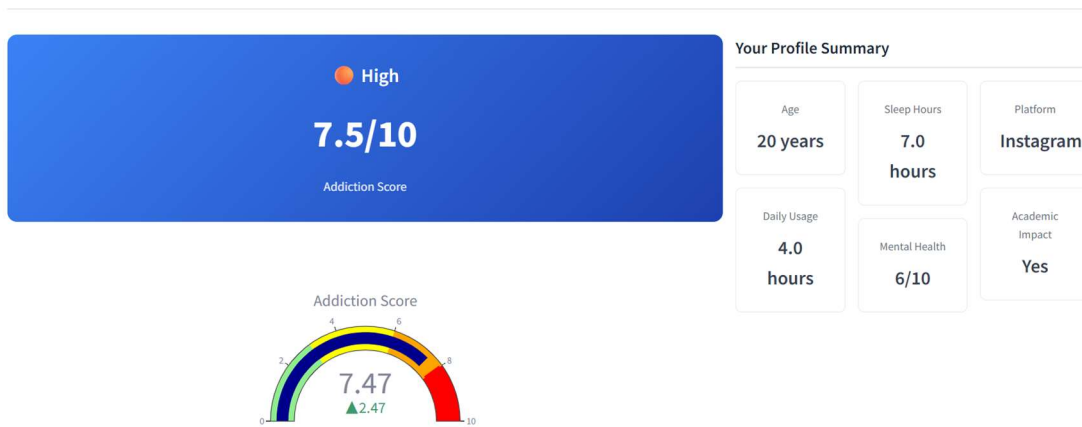 High
7.5/10
Addiction Score
Your Profile Summary
Age
20 years
Sleep Hours
7.0
hours
Platform
Instagram
Daily Usage
4.0
hours
Mental Health
6/10
Academic
Impact
Yes
Addiction Score
0
2
4
6
8
10
7.47
▲2.47